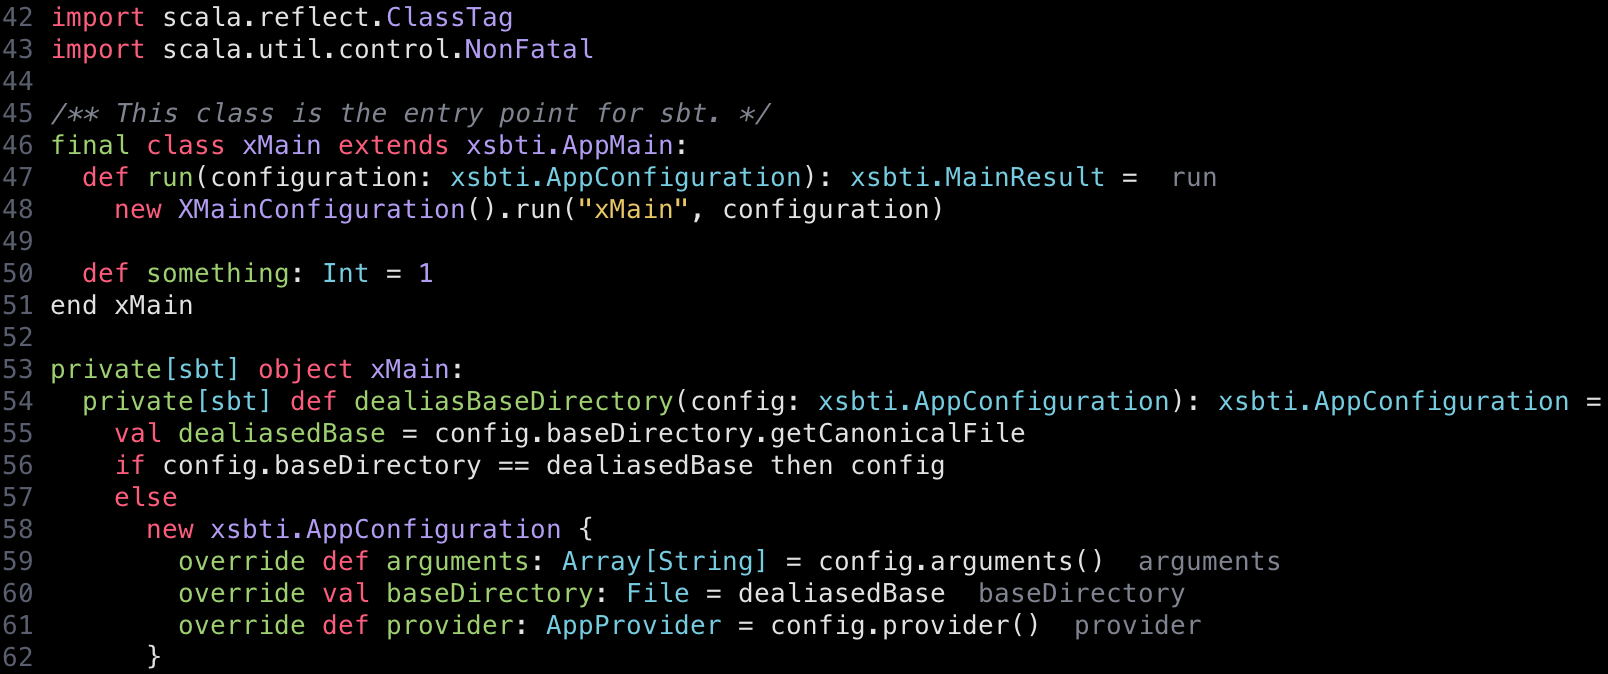 42 import scala.reflect.ClassTag
43 import scala.util.control.NonFatal
44
45 /** This class is the entry point for sbt. */
46 final class xMain extends xsbti.AppMain:
47   def run(configuration: xsbti.AppConfiguration): xsbti.MainResult =  run
48     new XMainConfiguration().run("xMain", configuration)
49
50   def something: Int = 1
51 end xMain
52
53 private[sbt] object xMain:
54   private[sbt] def dealiasBaseDirectory(config: xsbti.AppConfiguration): xsbti.AppConfiguration =
55     val dealiasedBase = config.baseDirectory.getCanonicalFile
56     if config.baseDirectory == dealiasedBase then config
57     else
58       new xsbti.AppConfiguration {
59         override def arguments: Array[String] = config.arguments()  arguments
60         override val baseDirectory: File = dealiasedBase  baseDirectory
61         override def provider: AppProvider = config.provider()  provider
62       }